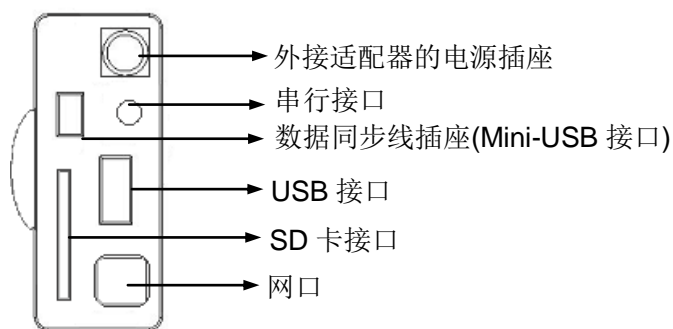 外接适配器的电源插座
串行接口
数据同步线插座(Mini-USB 接口)
USB 接口
SD 卡接口
网口